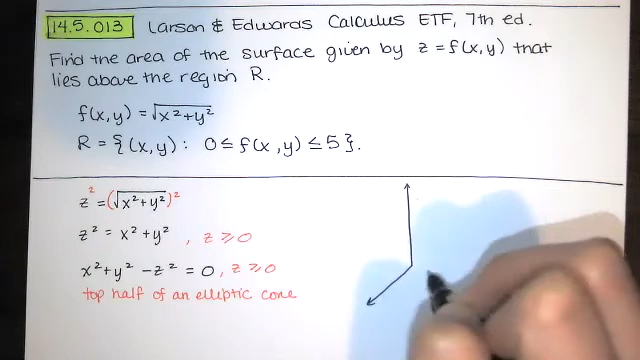 14.5.013 Larson & Edwards Calculus ETF, 7th ed.
Find the area of the surface given by z = f(x,y) that
lies above the region R.
f(x,y) = √x²+y²
R = {(x,y): 0 ≤ f(x,y) ≤ 5}.
z² = (√x²+y²)²
z² = x²+y² , z ⩾ 0
x²+y² -z² = 0, z ⩾ 0
top half of an elliptic cone